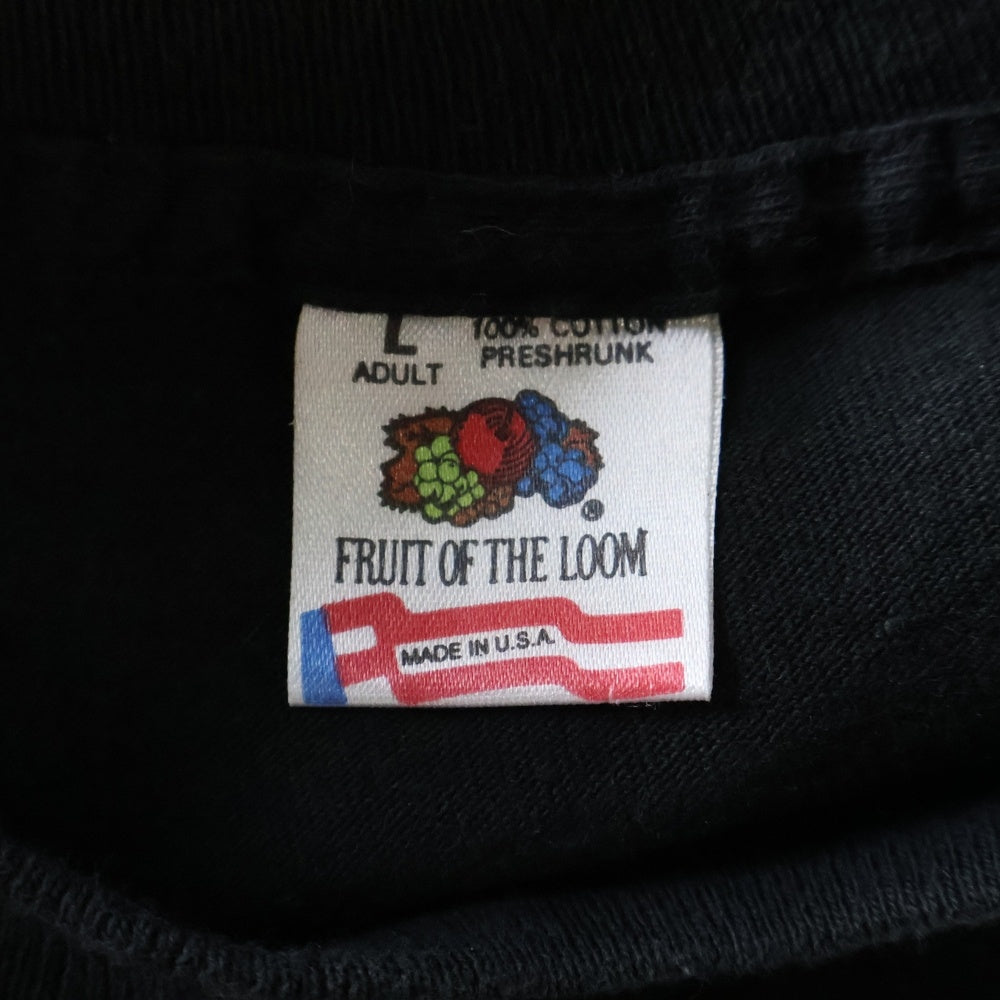 L
ADULT
100% COTTON
PRESHRUNK
®
FRUIT OF THE LOOM
MADE IN U.S.A.